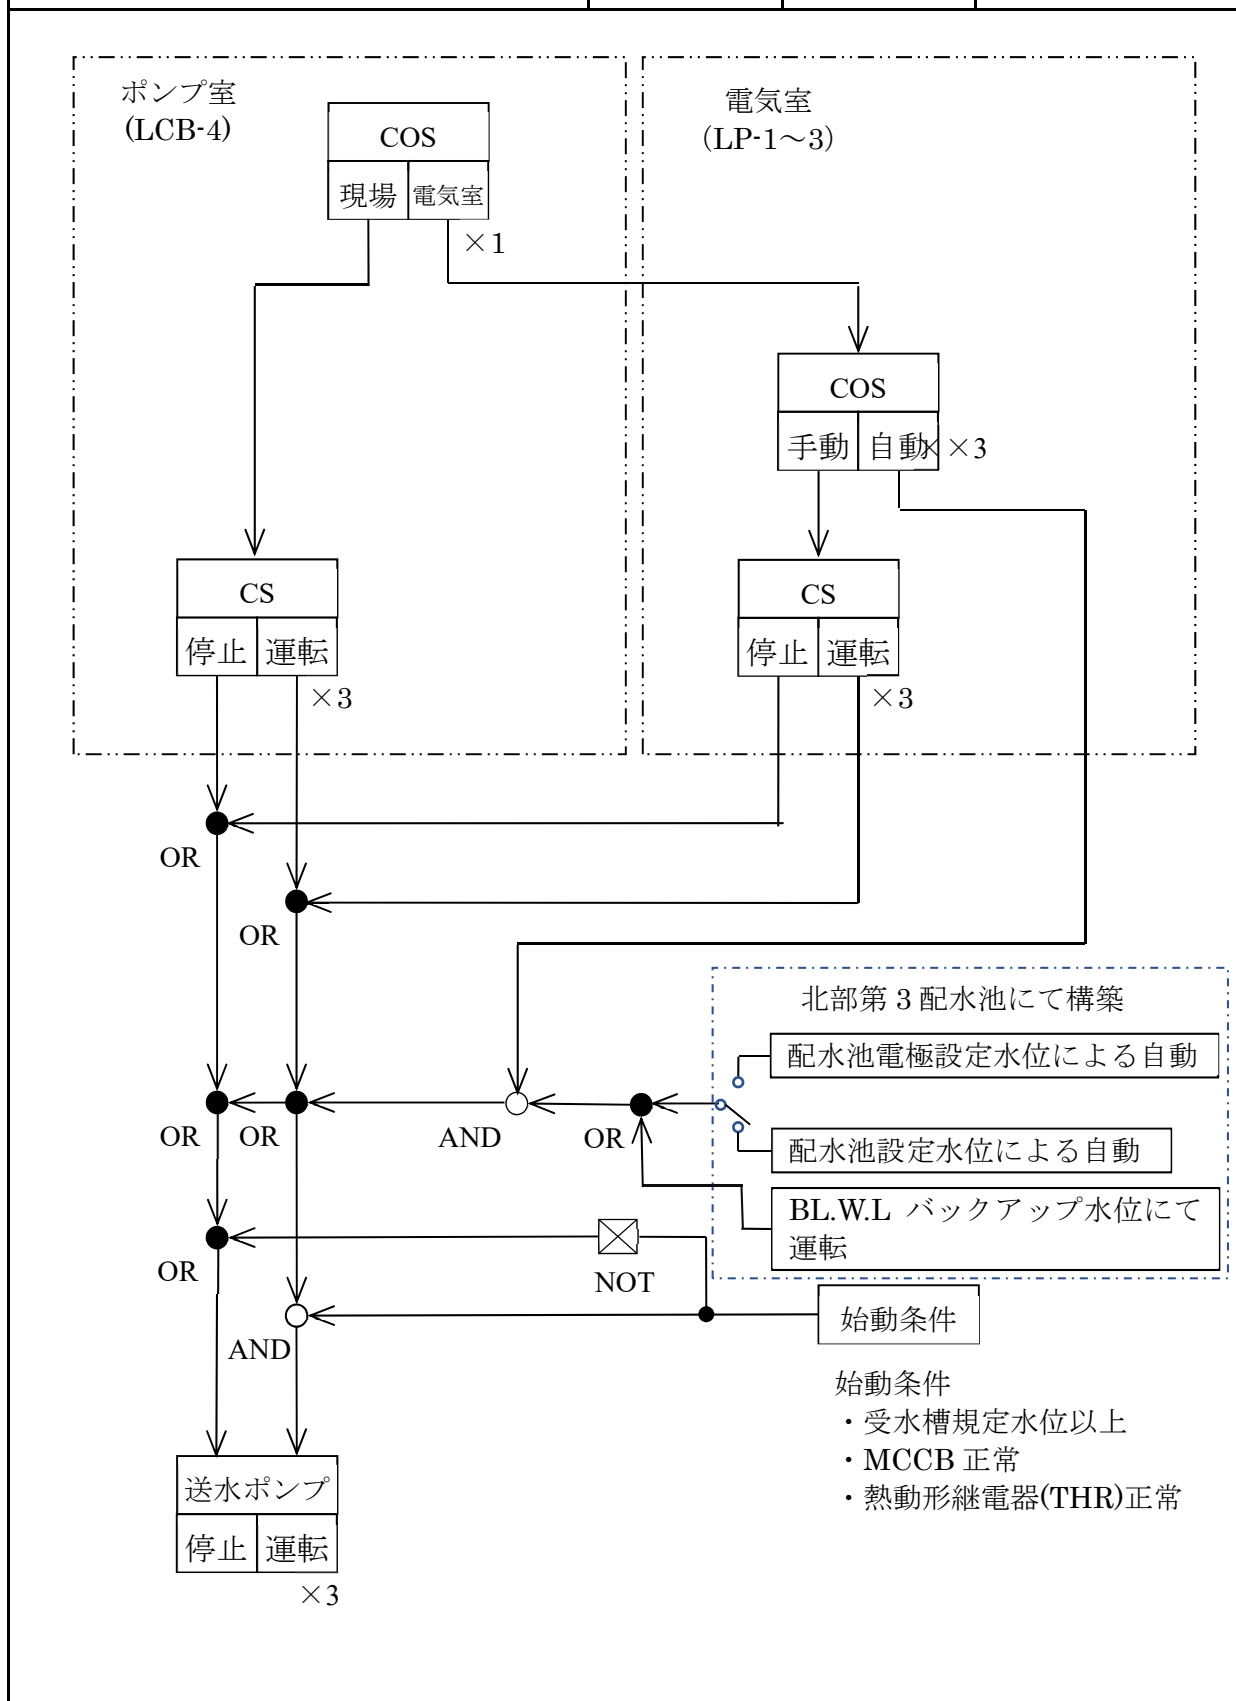 ポンプ室
(LCB-4)
電気室
（LP-1～3）
COS
現場
電気室
×1
COS
手動
自動
× ×3
CS
停止
運転
×3
CS
停止
運転
×3
OR
OR
北部第3配水池にて構築
配水池電極設定水位による自動
OR
OR
AND
OR
配水池設定水位による自動
BL.W.L バックアップ水位にて
運転
OR
NOT
始動条件
AND
始動条件
・受水槽規定水位以上
・MCCB 正常
・熱動形継電器(THR)正常
送水ポンプ
停止
運転
×3